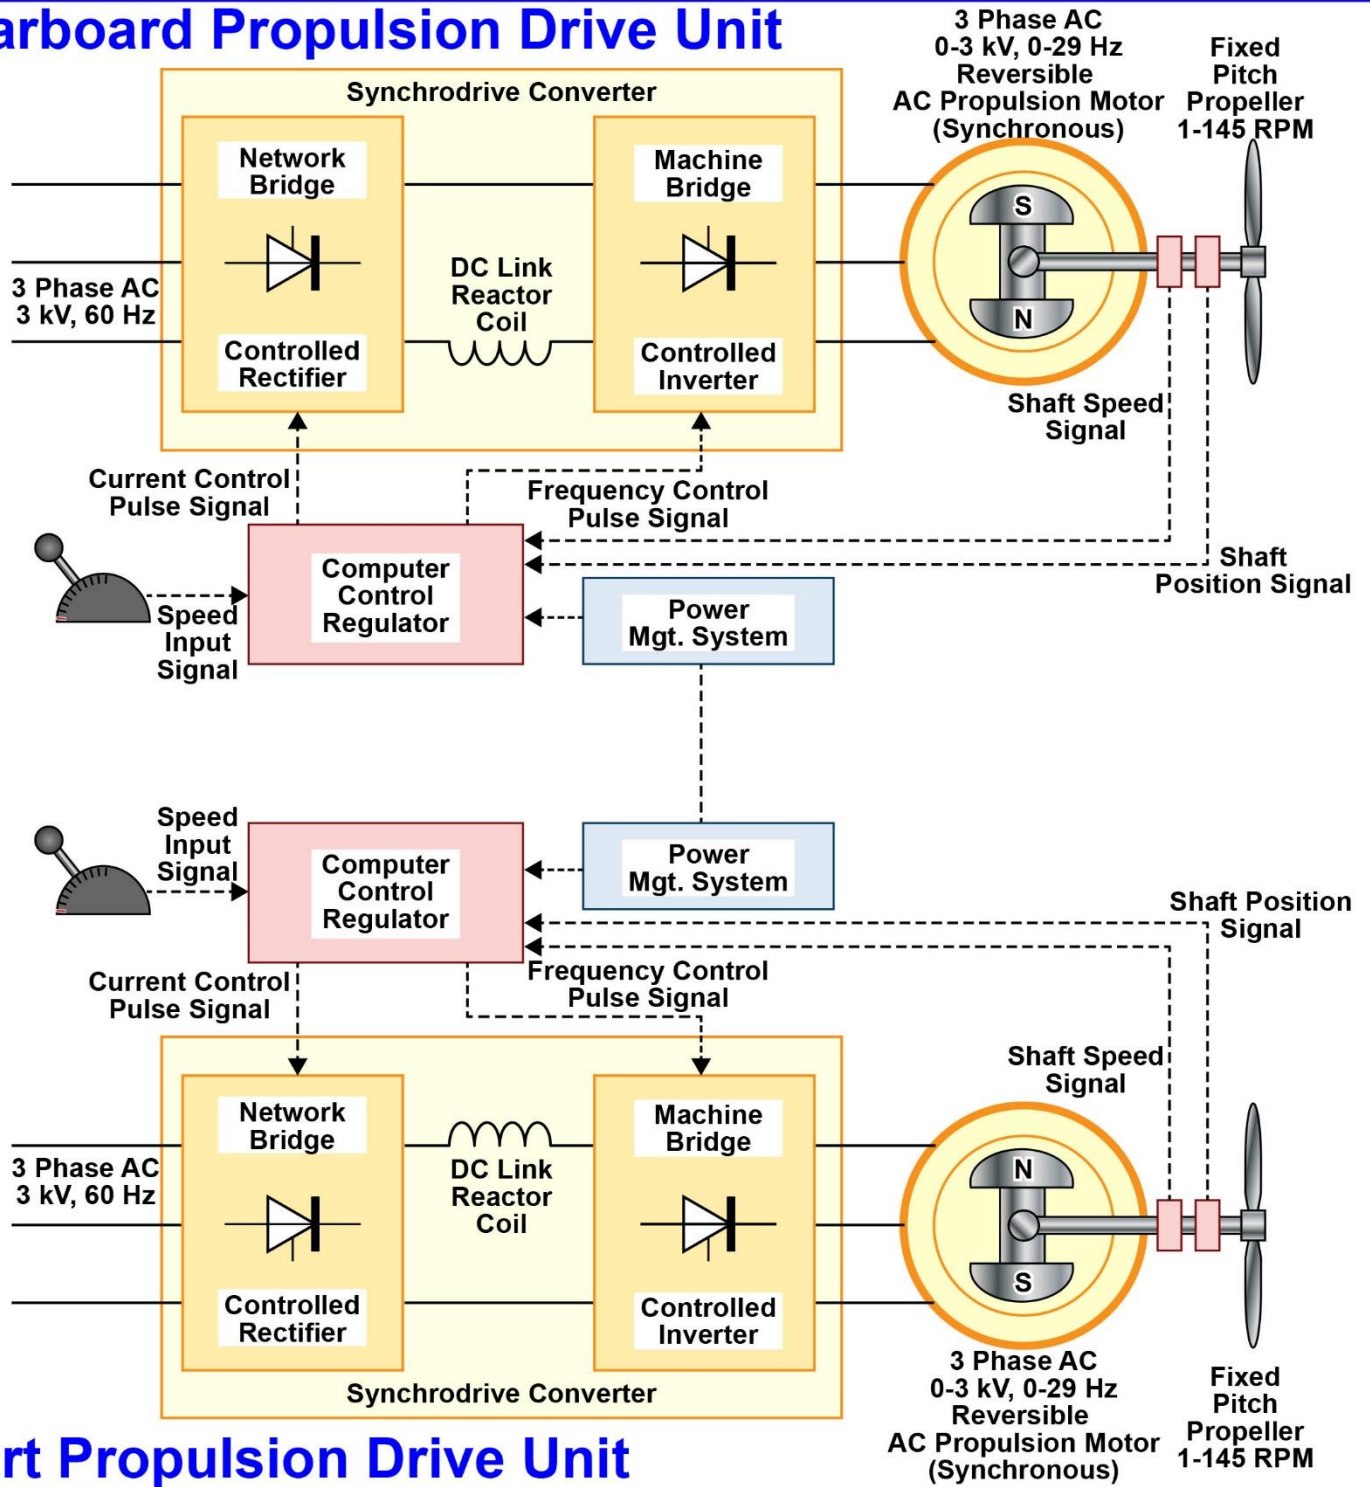 arboard Propulsion Drive Unit
3 Phase AC
0-3 kV, 0-29 Hz
Reversible
AC Propulsion Motor
(Synchronous)
Fixed
Pitch
Propeller
1-145 RPM
Synchrodrive Converter
Network
Bridge
Machine
Bridge
S
N
3 Phase AC
3 kV, 60 Hz
DC Link
Reactor
Coil
Controlled
Rectifier
Controlled
Inverter
Shaft Speed
Signal
Current Control
Pulse Signal
Frequency Control
Pulse Signal
Shaft
Position Signal
Computer
Control
Regulator
Speed
Input
Signal
Power
Mgt. System
Speed
Input
Signal
Computer
Control
Regulator
Power
Mgt. System
Shaft Position
Signal
Current Control
Pulse Signal
Frequency Control
Pulse Signal
Shaft Speed
Signal
Network
Bridge
Machine
Bridge
3 Phase AC
3 kV, 60 Hz
DC Link
Reactor
Coil
N
S
Controlled
Rectifier
Controlled
Inverter
Synchrodrive Converter
3 Phase AC
0-3 kV, 0-29 Hz
Reversible
AC Propulsion Motor
(Synchronous)
Fixed
Pitch
Propeller
1-145 RPM
rt Propulsion Drive Unit